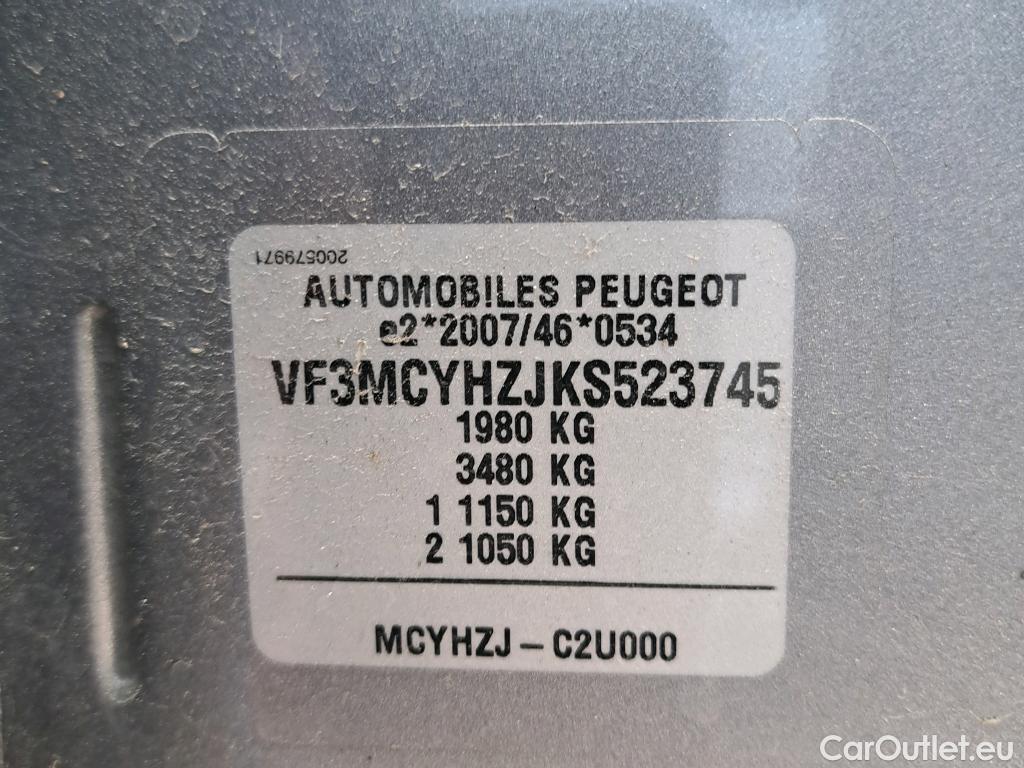 200579971
AUTOMOBILES PEUGEOT
e2*2007/46*0534
VF3MCYHZJKS523745
1980 KG
3480 KG
1 1150 KG
2 1050 KG
MCYHZJ – C2U000
CarOutlet.eu